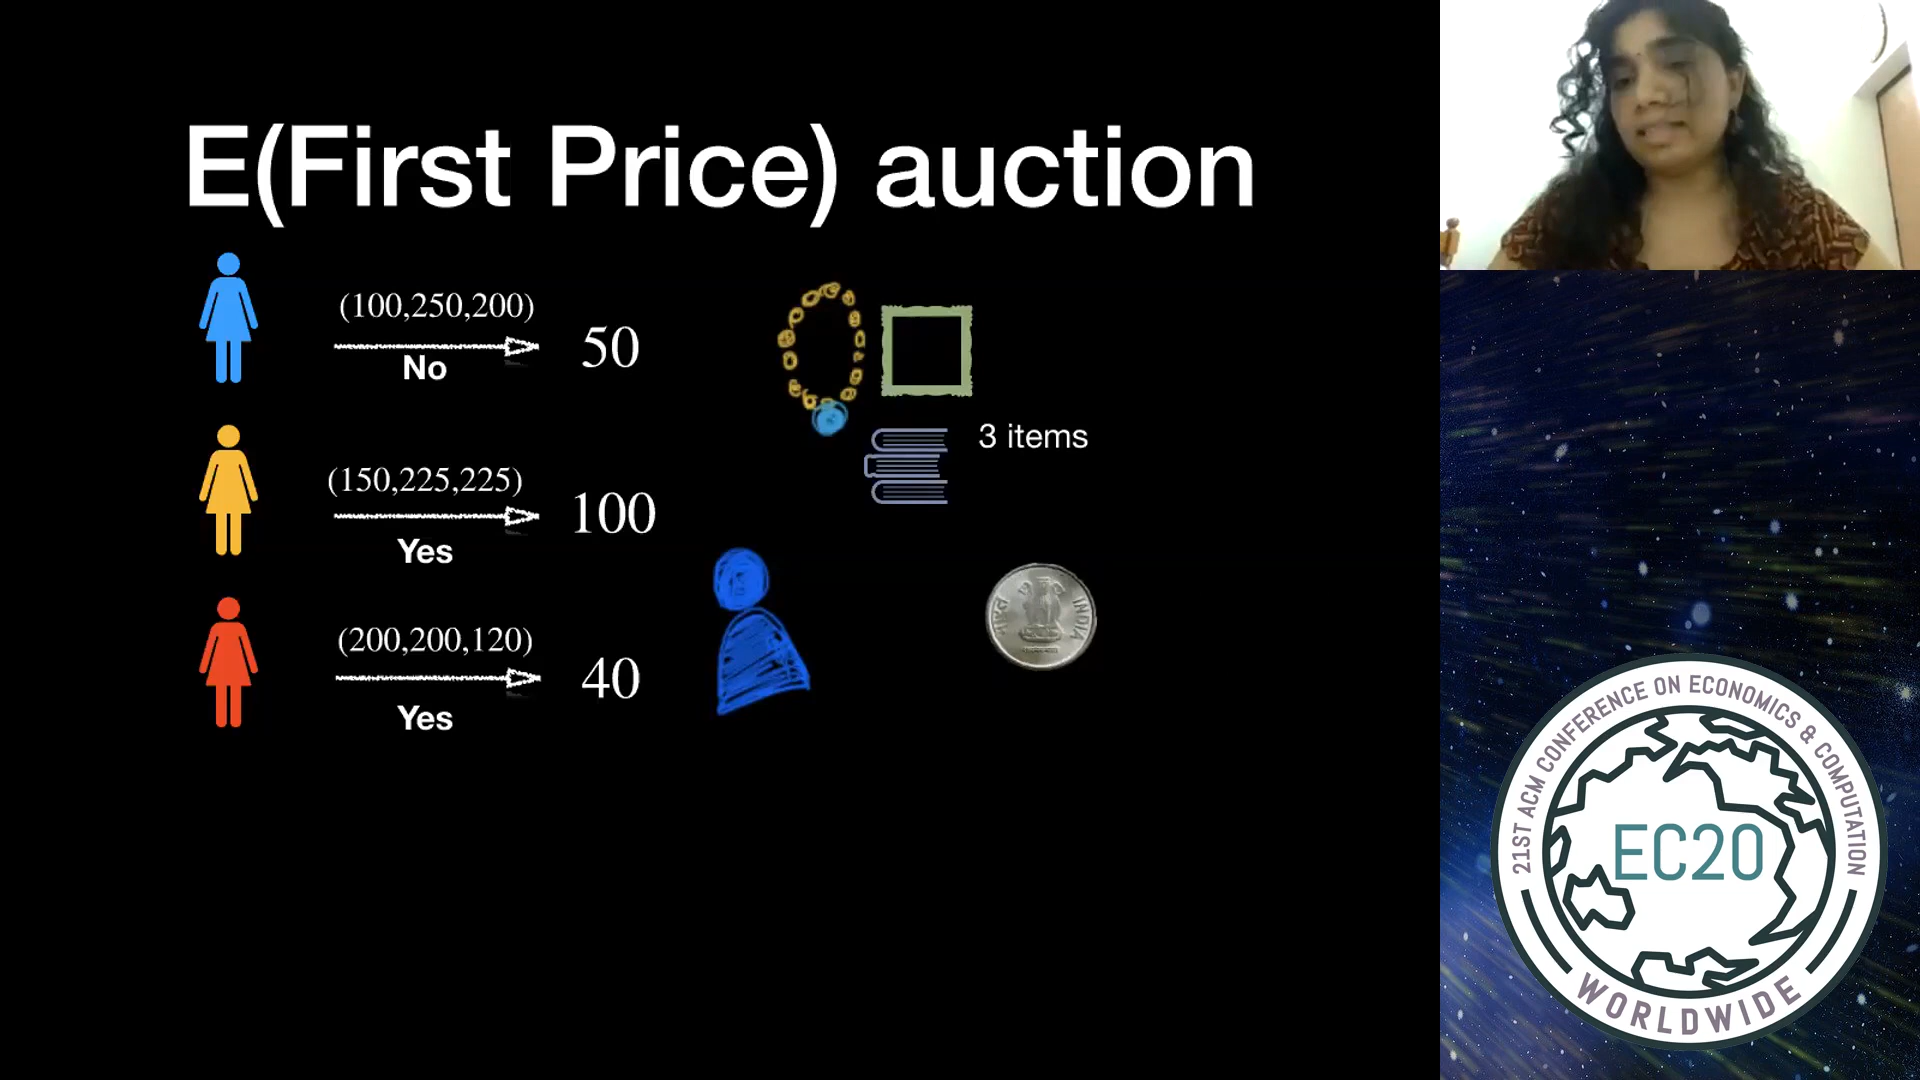 E(First Price) auction
(100,250,200)
No
50
(150,225,225)
Yes
100
(200,200,120)
Yes
40
3 items
भारत
INDIA
21ST ACM CONFERENCE ON ECONOMICS & COMPUTATION
EC20
WORLDWIDE